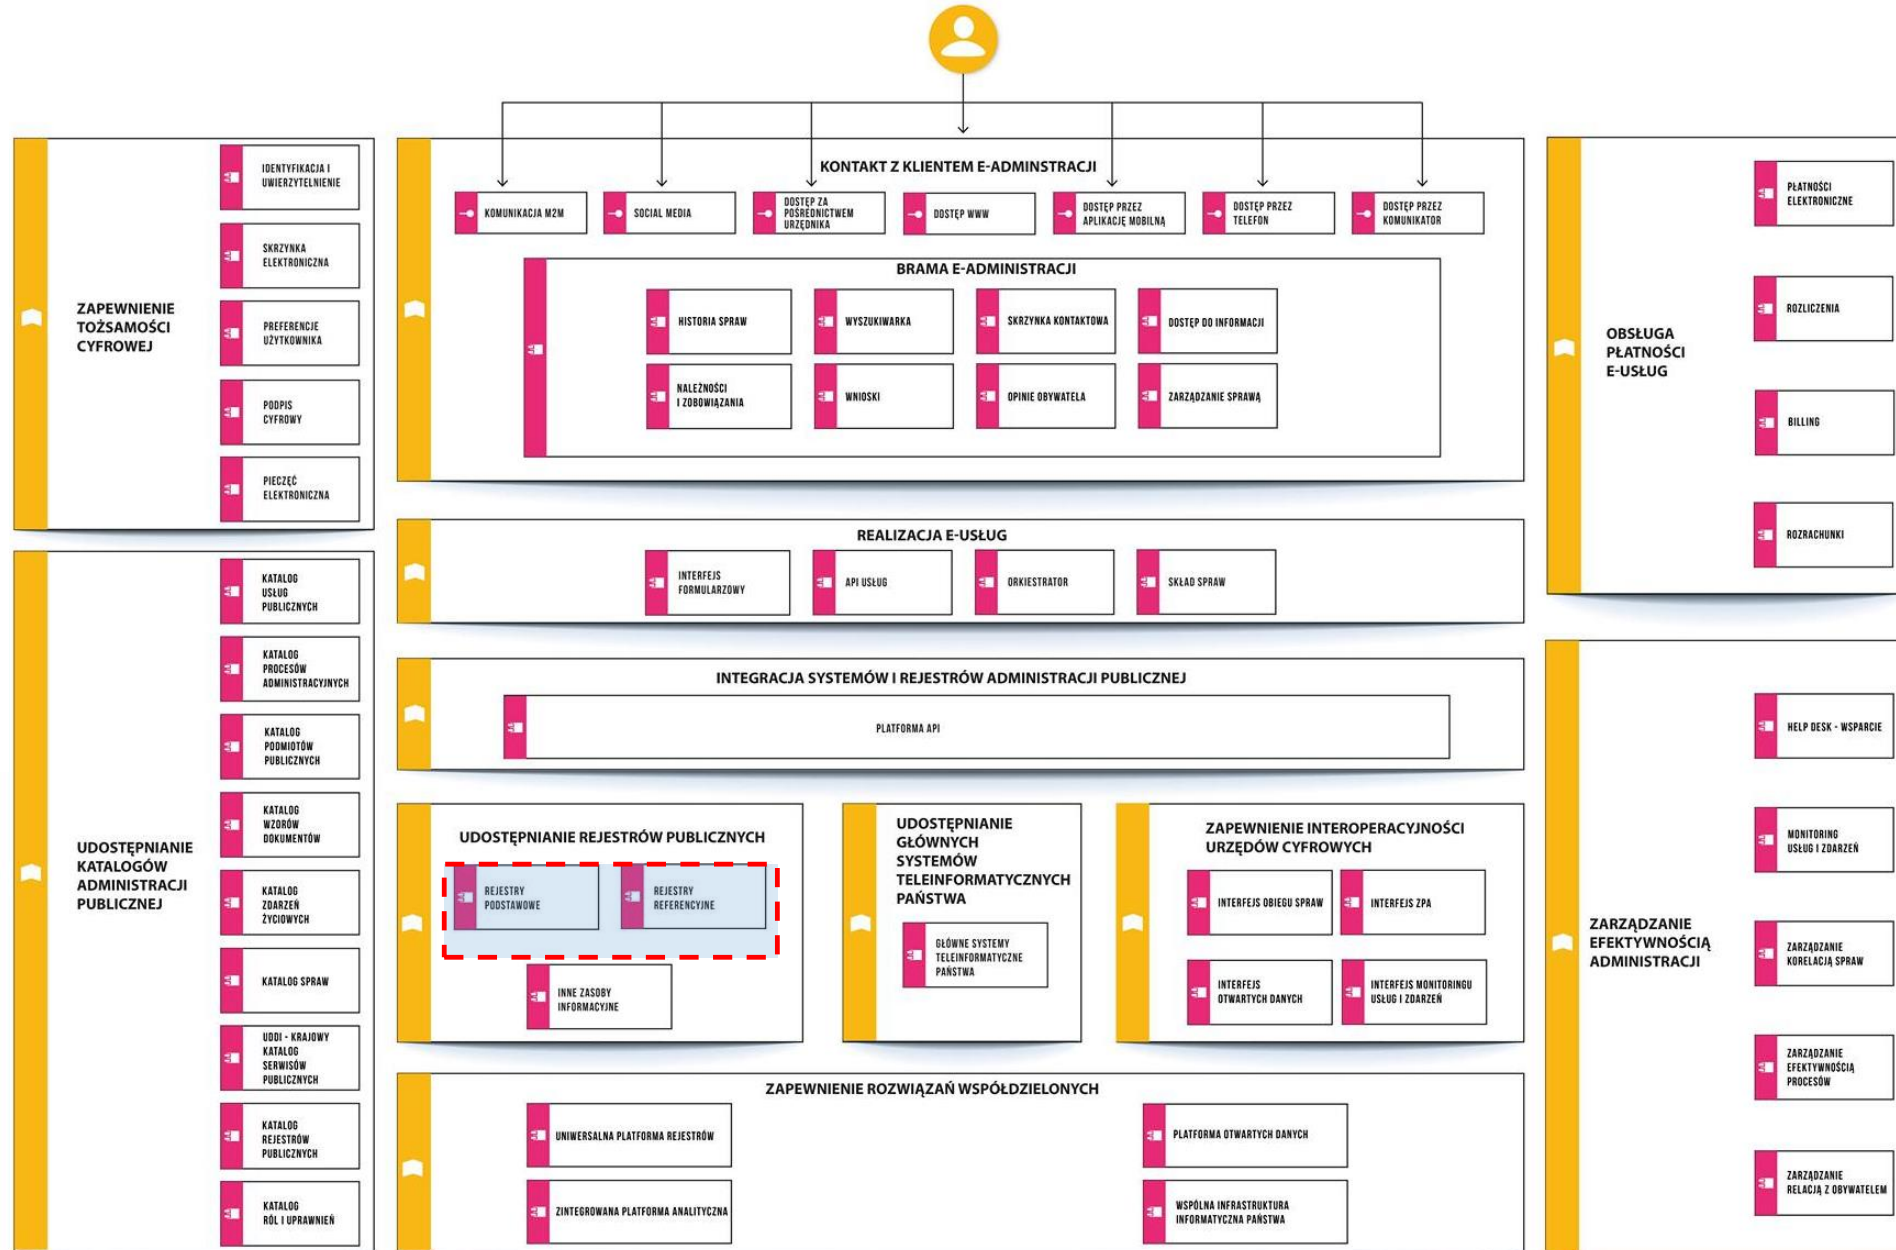 ZAPEWNIENIE
TOŻSAMOŚCI
CYFROWEJ
IDENTYFIKACJA I
UWIERZYTELNIENIE
SKRZYNKA
ELEKTRONICZNA
PREFERENCJE
UŻYTKOWNIKA
PODPIS
CYFROWY
PIECZĘĆ
ELEKTRONICZNA
UDOSTĘPNIANIE
KATALOGÓW
ADMINISTRACJI
PUBLICZNEJ
KATALOG
USŁUG
PUBLICZNYCH
KATALOG
PROCESÓW
ADMINISTRACYJNYCH
KATALOG
PODMIOTÓW
PUBLICZNYCH
KATALOG
WZORÓW
DOKUMENTÓW
KATALOG
ZDARZEŃ
ŻYCIOWYCH
KATALOG SPRAW
UDDI - KRAJOWY
KATALOG
SERWISÓW
PUBLICZNYCH
KATALOG
REJESTRÓW
PUBLICZNYCH
KATALOG
RÓL I UPRAWNIEŃ
KONTAKT Z KLIENTEM E-ADMINSTRACJI
KOMUNIKACJA M2M
SOCIAL MEDIA
DOSTĘP ZA
POŚREDNICTWEM
URZĘDNIKA
DOSTĘP WWW
DOSTĘP PRZEZ
APLIKACJĘ MOBILNĄ
DOSTĘP PRZEZ
TELEFON
DOSTĘP PRZEZ
KOMUNIKATOR
BRAMA E-ADMINISTRACJI
HISTORIA SPRAW
WYSZUKIWARKA
SKRZYNKA KONTAKTOWA
DOSTĘP DO INFORMACJI
NALEŻNOŚCI
I ZOBOWIĄZANIA
WNIOSKI
OPINIE OBYWATELA
ZARZĄDZANIE SPRAWĄ
REALIZACJA E-USŁUG
INTERFEJS
FORMULARZOWY
API USŁUG
ORKIESTRATOR
SKŁAD SPRAW
INTEGRACJA SYSTEMÓW I REJESTRÓW ADMINISTRACJI PUBLICZNEJ
PLATFORMA API
UDOSTĘPNIANIE REJESTRÓW PUBLICZNYCH
REJESTRY
PODSTAWOWE
REJESTRY
REFERENCYJNE
INNE ZASOBY
INFORMACYJNE
UDOSTĘPNIANIE
GŁÓWNYCH
SYSTEMÓW
TELEINFORMATYCZNYCH
PAŃSTWA
GŁÓWNE SYSTEMY
TELEINFORMATYCZNE
PAŃSTWA
ZAPEWNIENIE INTEROPERACYJNOŚCI
URZĘDÓW CYFROWYCH
INTERFEJS OBIEGU SPRAW
INTERFEJS ZPA
INTERFEJS
OTWARTYCH DANYCH
INTERFEJS MONITORINGU
USŁUG I ZDARZEŃ
ZAPEWNIENIE ROZWIĄZAŃ WSPÓŁDZIELONYCH
UNIWERSALNA PLATFORMA REJESTRÓW
PLATFORMA OTWARTYCH DANYCH
ZINTEGROWANA PLATFORMA ANALITYCZNA
WSPÓLNA INFRASTRUKTURA
INFORMATYCZNA PAŃSTWA
OBSŁUGA
PŁATNOŚCI
E-USŁUG
PŁATNOŚCI
ELEKTRONICZNE
ROZLICZENIA
BILLING
ROZRACHUNKI
ZARZĄDZANIE
EFEKTYWNOŚCIĄ
ADMINISTRACJI
HELP DESK - WSPARCIE
MONITORING
USŁUG I ZDARZEŃ
ZARZĄDZANIE
KORELACJĄ SPRAW
ZARZĄDZANIE
EFEKTYWNOŚCIĄ
PROCESÓW
ZARZĄDZANIE
RELACJĄ Z OBYWATELEM